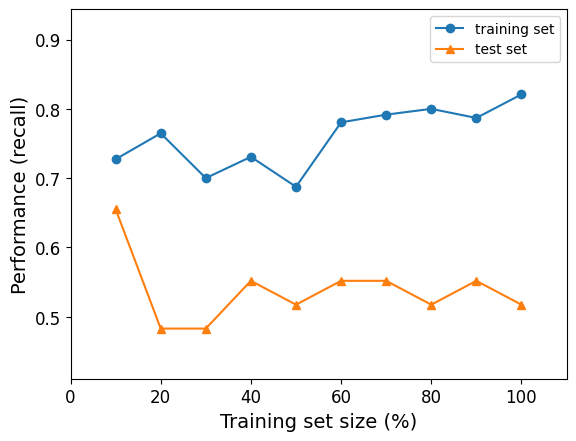 training set
test set
0.9
0.8
0.7
0.6
0.5
Performance (recall)
0 20 40 60 80 100
Training set size (%)